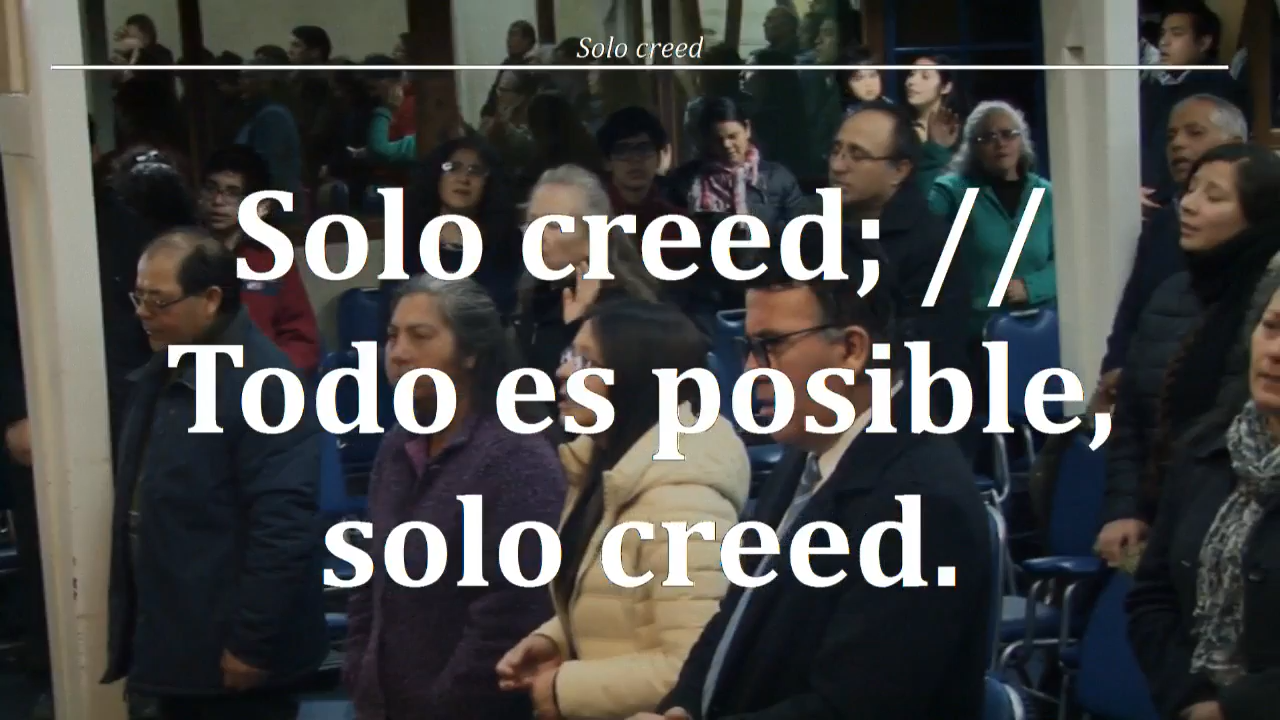 Solo creed
Solo creed; //
Todo es posible,
solo creed.